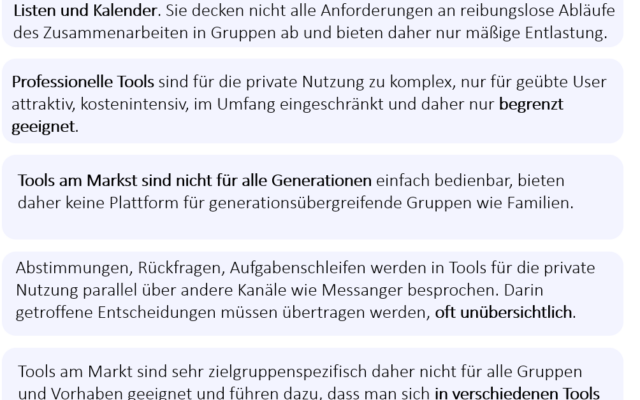 Listen und Kalender. Sie decken nicht alle Anforderungen an reibungslose Abläufe
des Zusammenarbeiten in Gruppen ab und bieten daher nur mäßige Entlastung.
Professionelle Tools sind für die private Nutzung zu komplex, nur für geübte User
attraktiv, kostenintensiv, im Umfang eingeschränkt und daher nur begrenzt
geeignet.
Tools am Markst sind nicht für alle Generationen einfach bedienbar, bieten
daher keine Plattform für generationsübergreifende Gruppen wie Familien.
Abstimmungen, Rückfragen, Aufgabenschleifen werden in Tools für die private
Nutzung parallel über andere Kanäle wie Messanger besprochen. Darin
getroffene Entscheidungen müssen übertragen werden, oft unübersichtlich.
Tools am Markt sind sehr zielgruppenspezifisch daher nicht für alle Gruppen
und Vorhaben geeignet und führen dazu, dass man sich in verschiedenen Tools